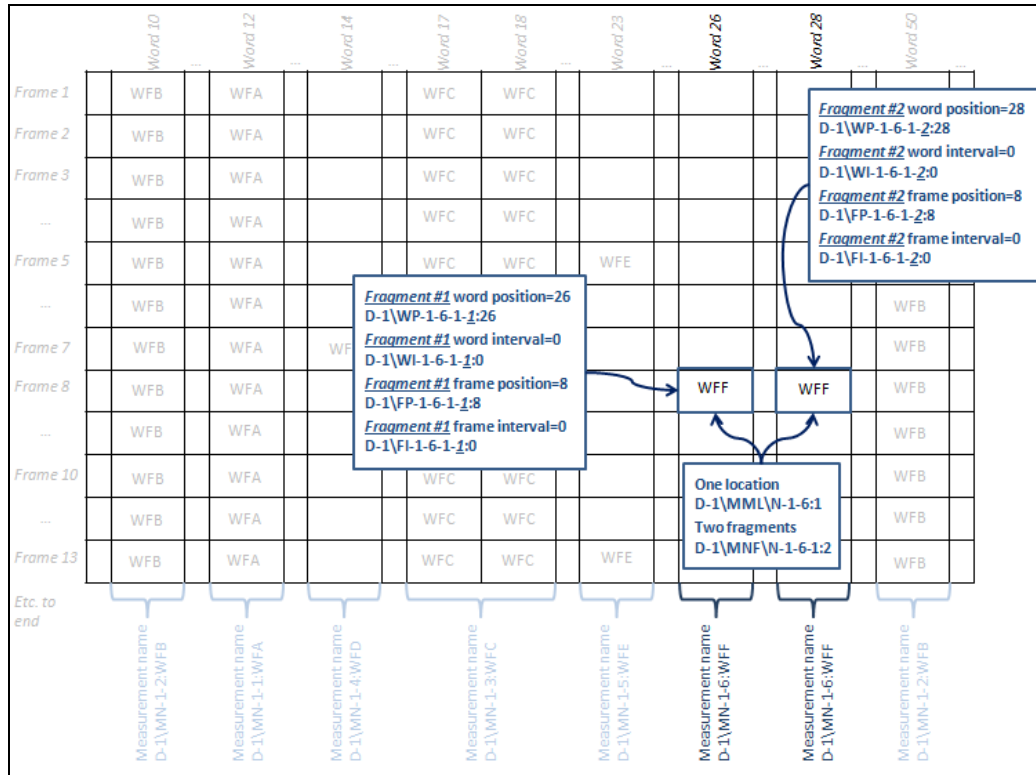 Word 10 ... Word 12 ... Word 14 ... Word 17 Word 18 ... Word 23 ... Word 26 ... Word 28 ... Word 50 ...
Frame 1 WFB WFA WFC WFC
Frame 2 WFB WFA WFC WFC
Frame 3 WFB WFA WFC WFC
... WFB WFA WFC WFC
Frame 5 WFB WFA WFC WFC WFE
... WFB WFA WFB
Frame 7 WFB WFA WF WFB
Frame 8 WFB WFA WFF WFF WFB
... WFB WFA WFB
Frame 10 WFB WFA WFC WFC WFB
... WFB WFA WFC WFC WFB
Frame 13 WFB WFA WFC WFC WFE WFB
Etc. to
end
Fragment #2 word position=28
D-1\WP-1-6-1-2:28
Fragment #2 word interval=0
D-1\WI-1-6-1-2:0
Fragment #2 frame position=8
D-1\FP-1-6-1-2:8
Fragment #2 frame interval=0
D-1\FI-1-6-1-2:0
Fragment #1 word position=26
D-1\WP-1-6-1-1:26
Fragment #1 word interval=0
D-1\WI-1-6-1-1:0
Fragment #1 frame position=8
D-1\FP-1-6-1-1:8
Fragment #1 frame interval=0
D-1\FI-1-6-1-1:0
One location
D-1\MML\N-1-6:1
Two fragments
D-1\MNF\N-1-6-1:2
Measurement name
D-1\MN-1-2:WFB
Measurement name
D-1\MN-1-1:WFA
Measurement name
D-1\MN-1-4:WFD
Measurement name
D-1\MN-1-3:WFC
Measurement name
D-1\MN-1-5:WFE
Measurement name
D-1\MN-1-6:WFF
Measurement name
D-1\MN-1-6:WFF
Measurement name
D-1\MN-1-2:WFB